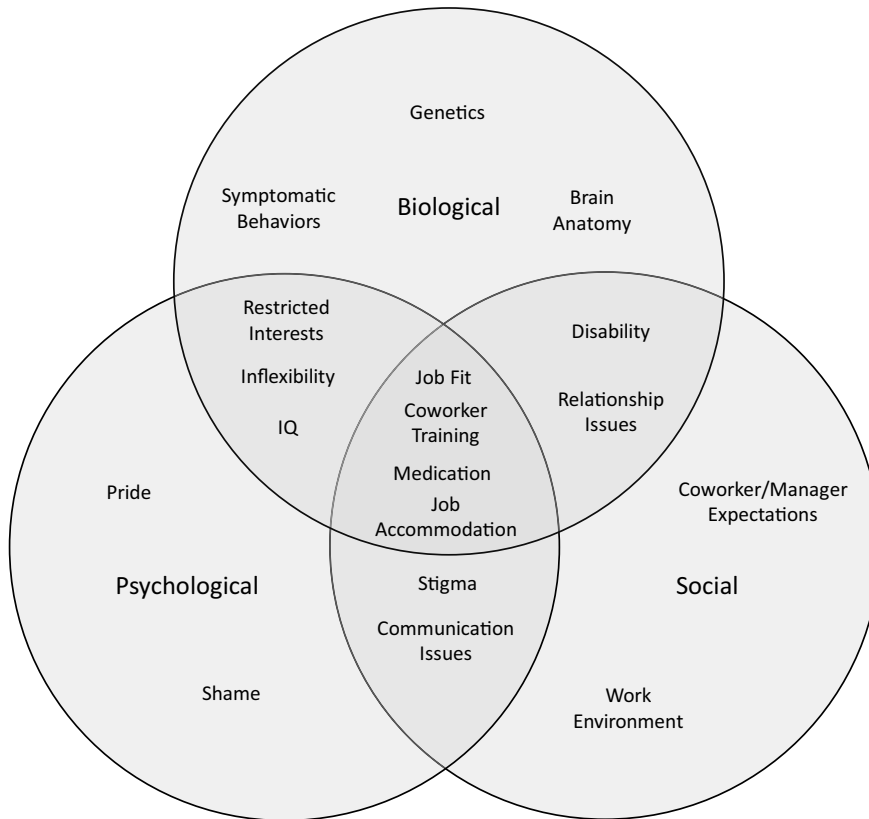 Genetics
Symptomatic
Behaviors
Biological
Brain
Anatomy
Restricted
Interests
Inflexibility
IQ
Disability
Relationship
Issues
Job Fit
Coworker
Training
Medication
Job
Accommodation
Pride
Psychological
Shame
Stigma
Communication
Issues
Coworker/Manager
Expectations
Social
Work
Environment